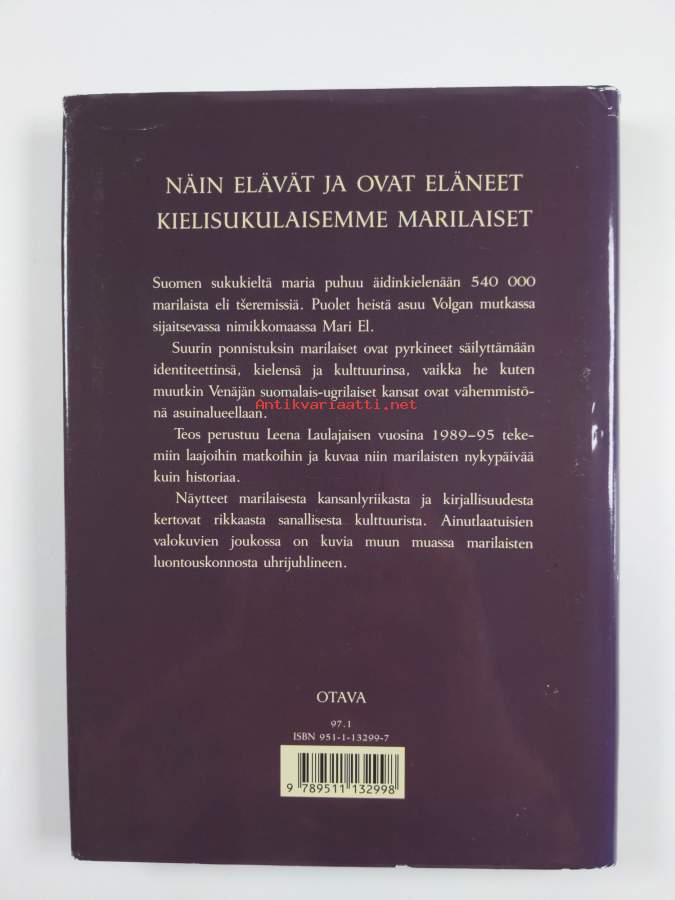 NÄIN ELÄVÄT JA OVAT ELÄNEET
KIELISUKULAISEMME MARILAISET
Suomen sukukieltä maria puhuu äidinkielenään 540 000
marilaista eli tšeremissiä. Puolet heistä asuu Volgan mutkassa
sijaitsevassa nimikkomaassa Mari El.
Suurin ponnistuksin marilaiset ovat pyrkineet säilyttämään
identiteettinsä, kielensä ja kulttuurinsa, vaikka he kuten
muutkin Venäjän suomalais-ugrilaiset kansat ovat vähemmistö-
nä asuinalueellaan.
Antikvariaatti.net
Teos perustuu Leena Laulajaisen vuosina 1989–95 teke-
miin laajoihin matkoihin ja kuvaa niin marilaisten nykypäivää
kuin historiaa.
Näytteet marilaisesta kansanlyriikasta ja kirjallisuudesta
kertovat rikkaasta sanallisesta kulttuurista. Ainutlaatuisien
valokuvien joukossa on kuvia muun muassa marilaisten
luontouskonnosta uhrijuhlineen.
OTAVA
97.1
ISBN 951-1-13299-7
9 789511 132998